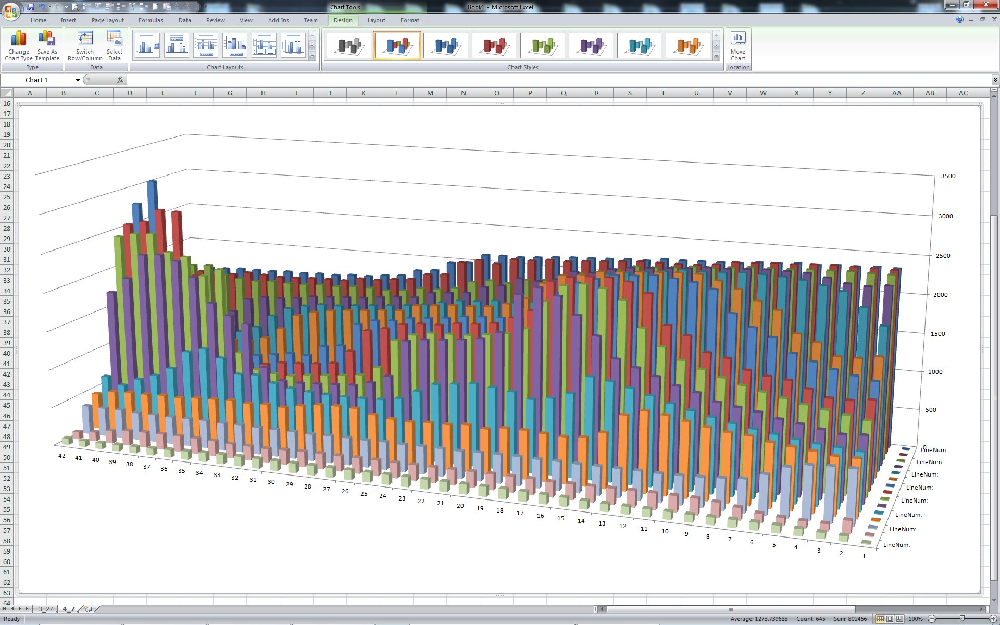 Chart Tools
Book1 - Microsoft Excel
Home Insert Page Layout Formulas Data Review View Add-Ins Team Design Layout Format
Change Chart Type
Save As Template
Switch Row/Column
Select Data
Move Chart
Type Data Chart Layouts Chart Styles Location
Chart 1
fx
A B C D E F G H I J K L M N O P Q R S T U V W X Y Z AA AB AC
16
17
18
19
20
21
22
23
24
25
26
27
28
29
30
31
32
33
34
35
36
37
38
39
40
41
42
43
44
45
46
47
48
49
50
51
52
53
54
55
56
57
58
59
60
61
62
63
64
3500
3000
2500
2000
1500
1000
500
0
LineNum:
LineNum:
LineNum:
LineNum:
LineNum:
LineNum:
LineNum:
LineNum:
42 41 40 39 38 37 36 35 34 33 32 31 30 29 28 27 26 25 24 23 22 21 20 19 18 17 16 15 14 13 12 11 10 9 8 7 6 5 4 3 2 1
3_27 4_7
Ready
Average: 1273.739683 Count: 645 Sum: 802456 100%